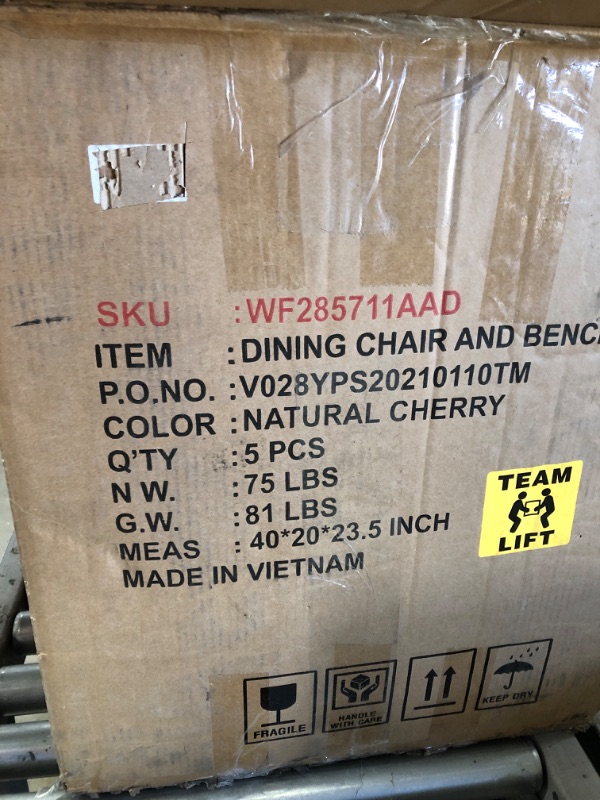 SKU : WF285711AAD
ITEM : DINING CHAIR AND BENC
P.O.NO. : V028YPS20210110TM
COLOR : NATURAL CHERRY
Q'TY : 5 PCS
N W. : 75 LBS
G.W. : 81 LBS
MEAS : 40*20*23.5 INCH
MADE IN VIETNAM
TEAM
LIFT
FRAGILE
HANDLE
WITH CARE
KEEP DRY